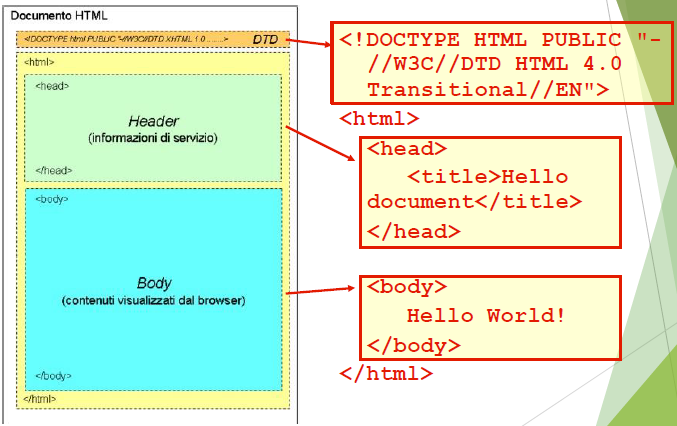 Documento HTML
<!DOCTYPE html PUBLIC "-//W3C//DTD XHTML 1.0 ........> DTD
<html>
<head>
Header
(informazioni di servizio)
</head>
<body>
Body
(contenuti visualizzati dal browser)
</body>
</html>
<!DOCTYPE HTML PUBLIC "-
//W3C//DTD HTML 4.0
Transitional//EN">
<html>
<head>
<title>Hello
document</title>
</head>
<body>
Hello World!
</body>
</html>